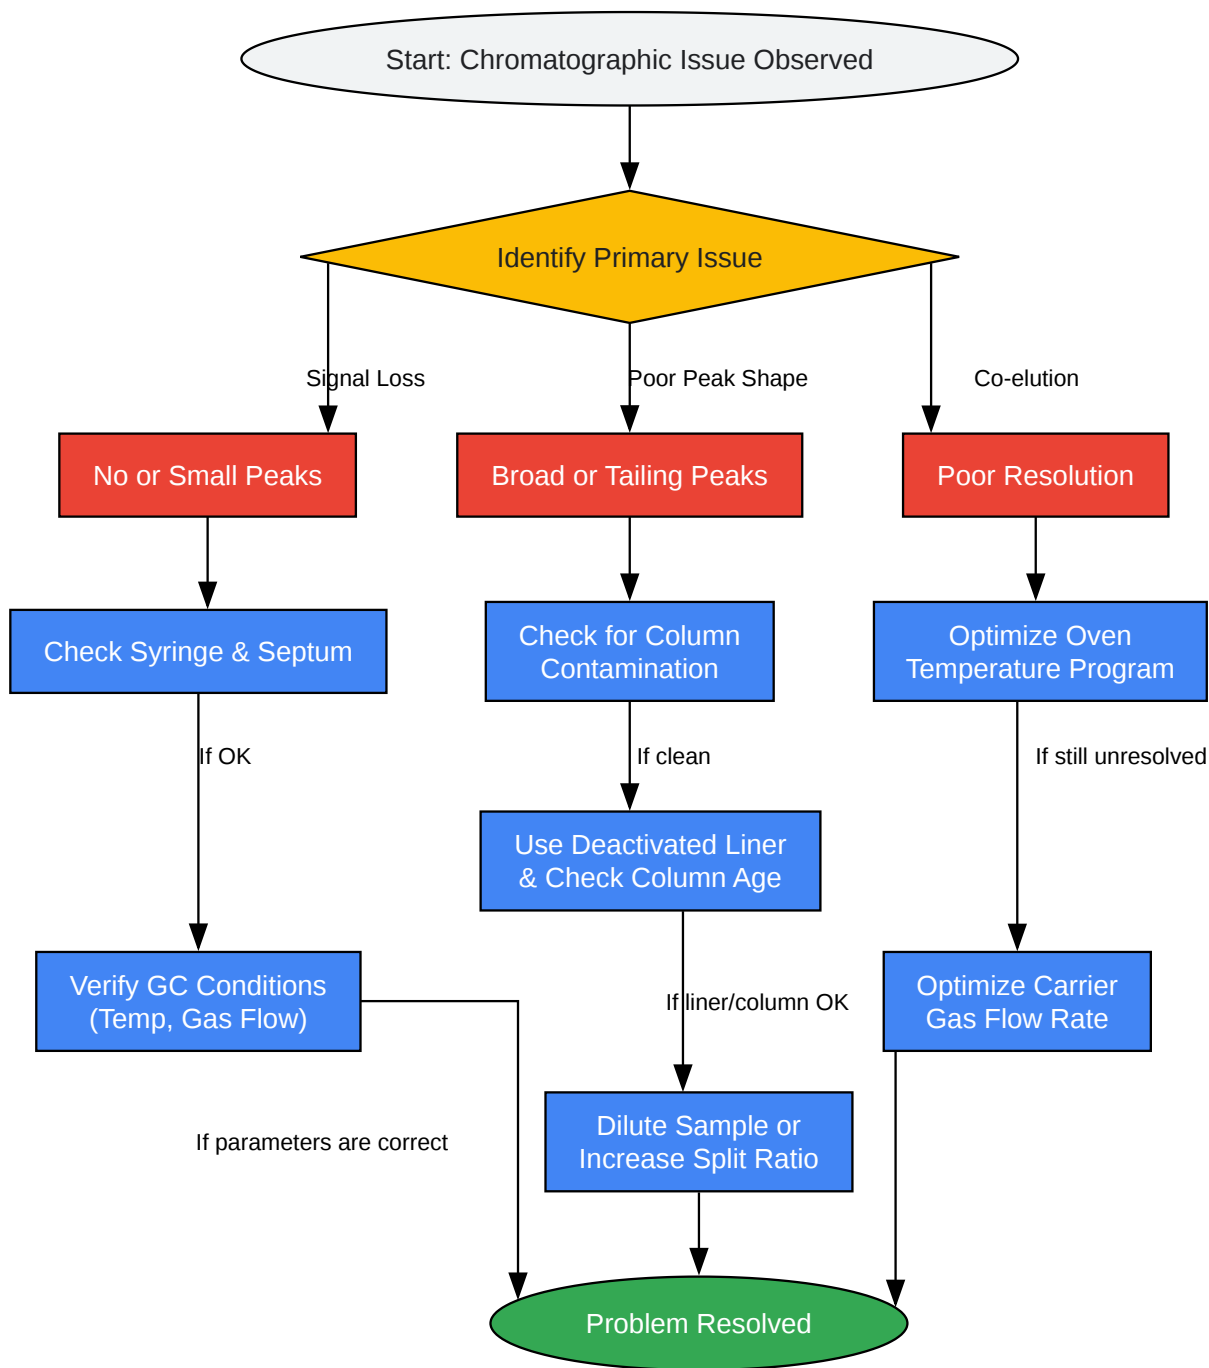 Start: Chromatographic Issue Observed
Identify Primary Issue
Signal Loss
Poor Peak Shape
Co-elution
No or Small Peaks
Broad or Tailing Peaks
Poor Resolution
Check Syringe & Septum
Check for Column
Contamination
Optimize Oven
Temperature Program
If OK
If clean
If still unresolved
Use Deactivated Liner
& Check Column Age
Verify GC Conditions
(Temp, Gas Flow)
If liner/column OK
Optimize Carrier
Gas Flow Rate
If parameters are correct
Dilute Sample or
Increase Split Ratio
Problem Resolved